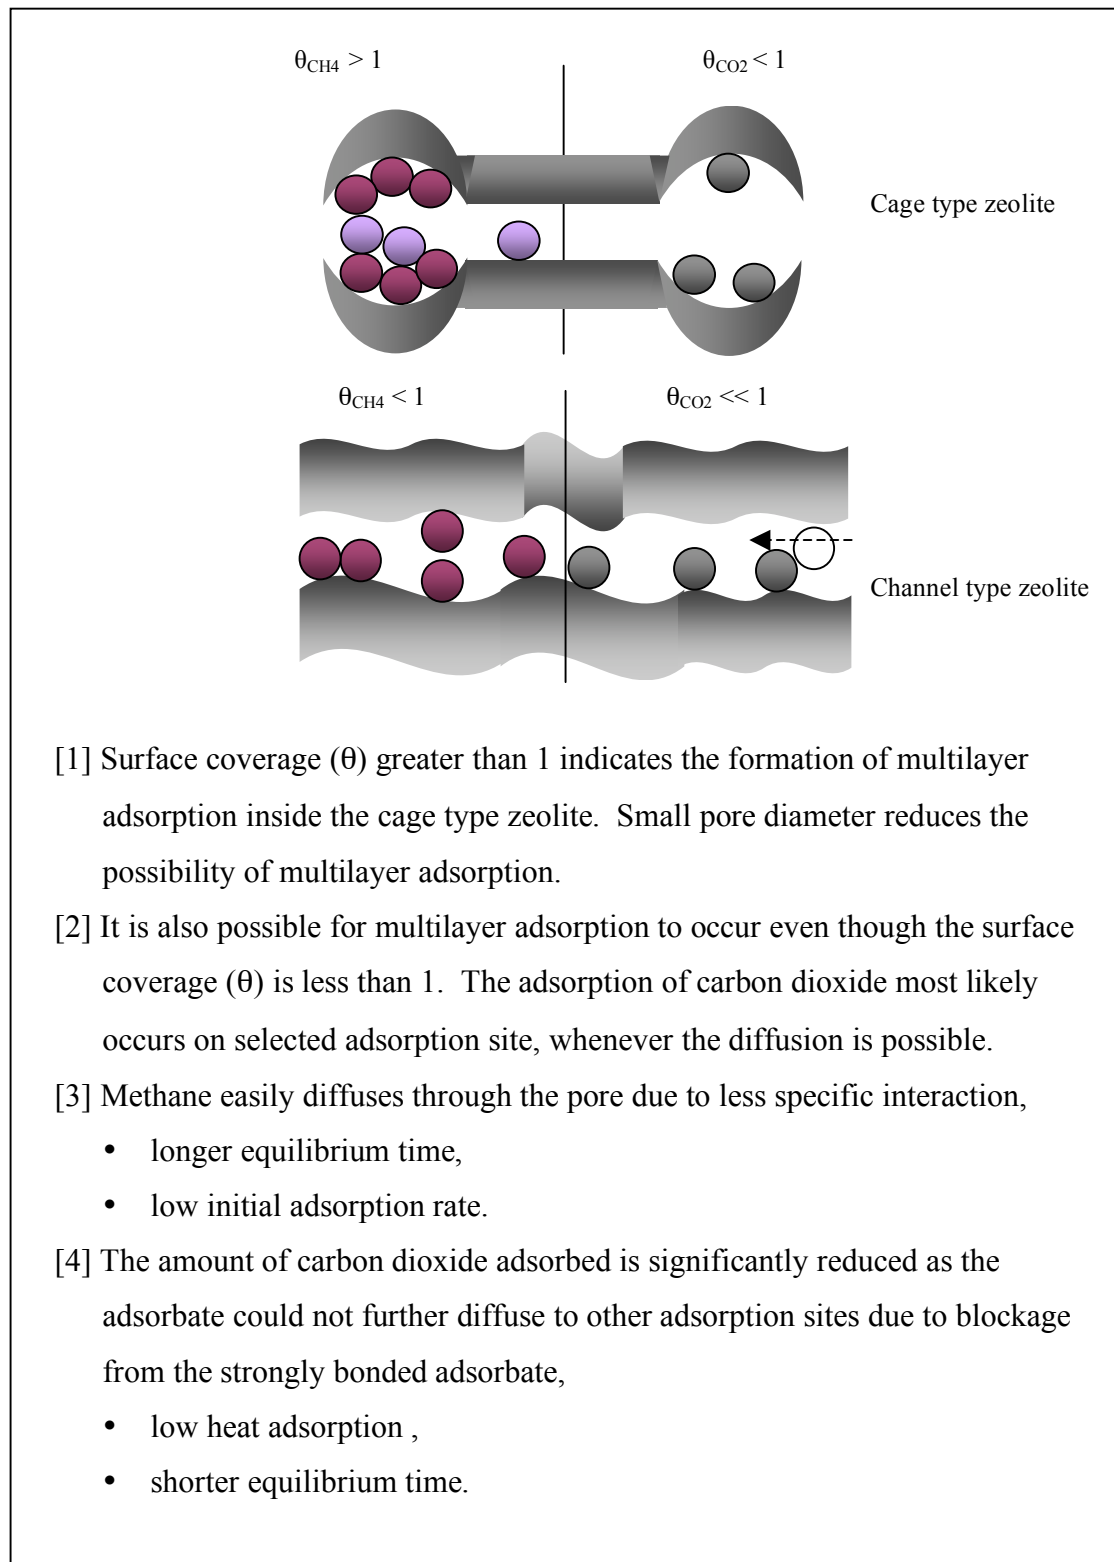 θCH4 > 1
θCO2 < 1
Cage type zeolite
θCH4 < 1
θCO2 << 1
Channel type zeolite
[1] Surface coverage (θ) greater than 1 indicates the formation of multilayer
adsorption inside the cage type zeolite. Small pore diameter reduces the
possibility of multilayer adsorption.
[2] It is also possible for multilayer adsorption to occur even though the surface
coverage (θ) is less than 1. The adsorption of carbon dioxide most likely
occurs on selected adsorption site, whenever the diffusion is possible.
[3] Methane easily diffuses through the pore due to less specific interaction,
• longer equilibrium time,
• low initial adsorption rate.
[4] The amount of carbon dioxide adsorbed is significantly reduced as the
adsorbate could not further diffuse to other adsorption sites due to blockage
from the strongly bonded adsorbate,
• low heat adsorption ,
• shorter equilibrium time.